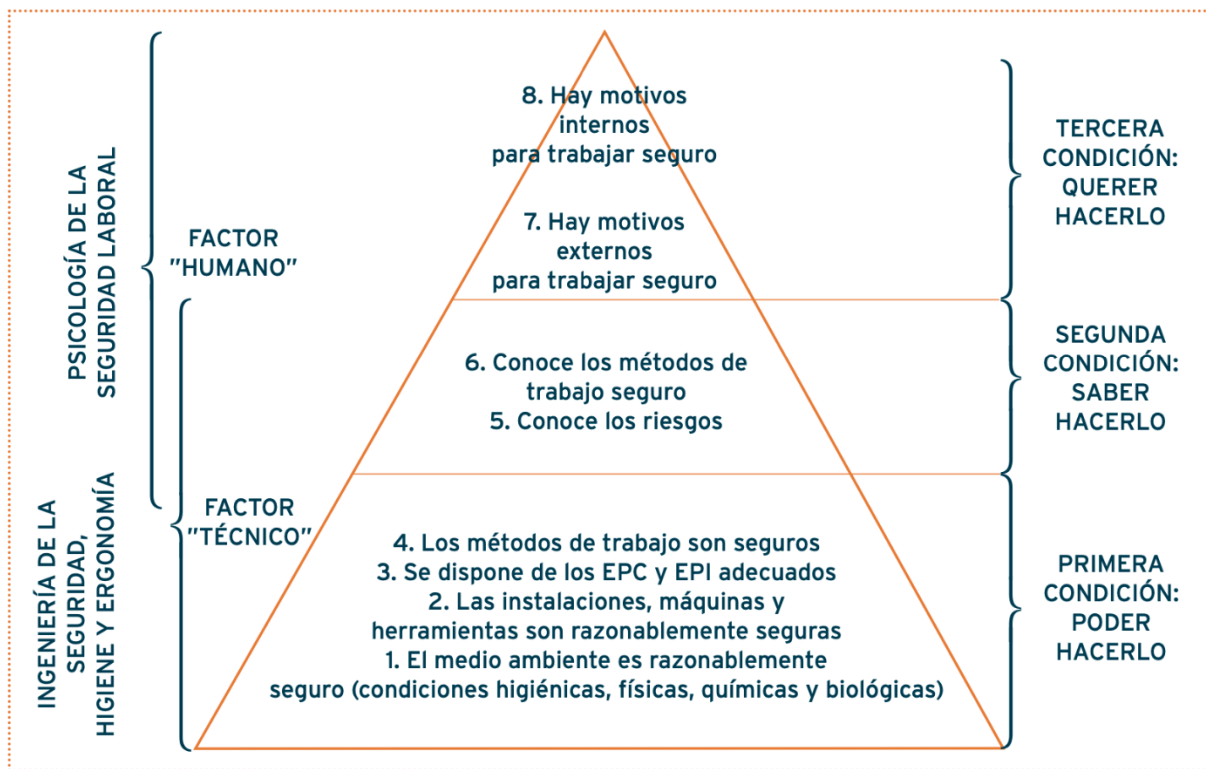 PSICOLOGÍA DE LA
SEGURIDAD LABORAL
INGENIERÍA DE LA
SEGURIDAD,
HIGIENE Y ERGONOMÍA
FACTOR
"HUMANO"
FACTOR
"TÉCNICO"
8. Hay motivos
internos
para trabajar seguro
7. Hay motivos
externos
para trabajar seguro
6. Conoce los métodos de
trabajo seguro
5. Conoce los riesgos
4. Los métodos de trabajo son seguros
3. Se dispone de los EPC y EPI adecuados
2. Las instalaciones, máquinas y
herramientas son razonablemente seguras
1. El medio ambiente es razonablemente
seguro (condiciones higiénicas, físicas, químicas y biológicas)
TERCERA
CONDICIÓN:
QUERER
HACERLO
SEGUNDA
CONDICIÓN:
SABER
HACERLO
PRIMERA
CONDICIÓN:
PODER
HACERLO